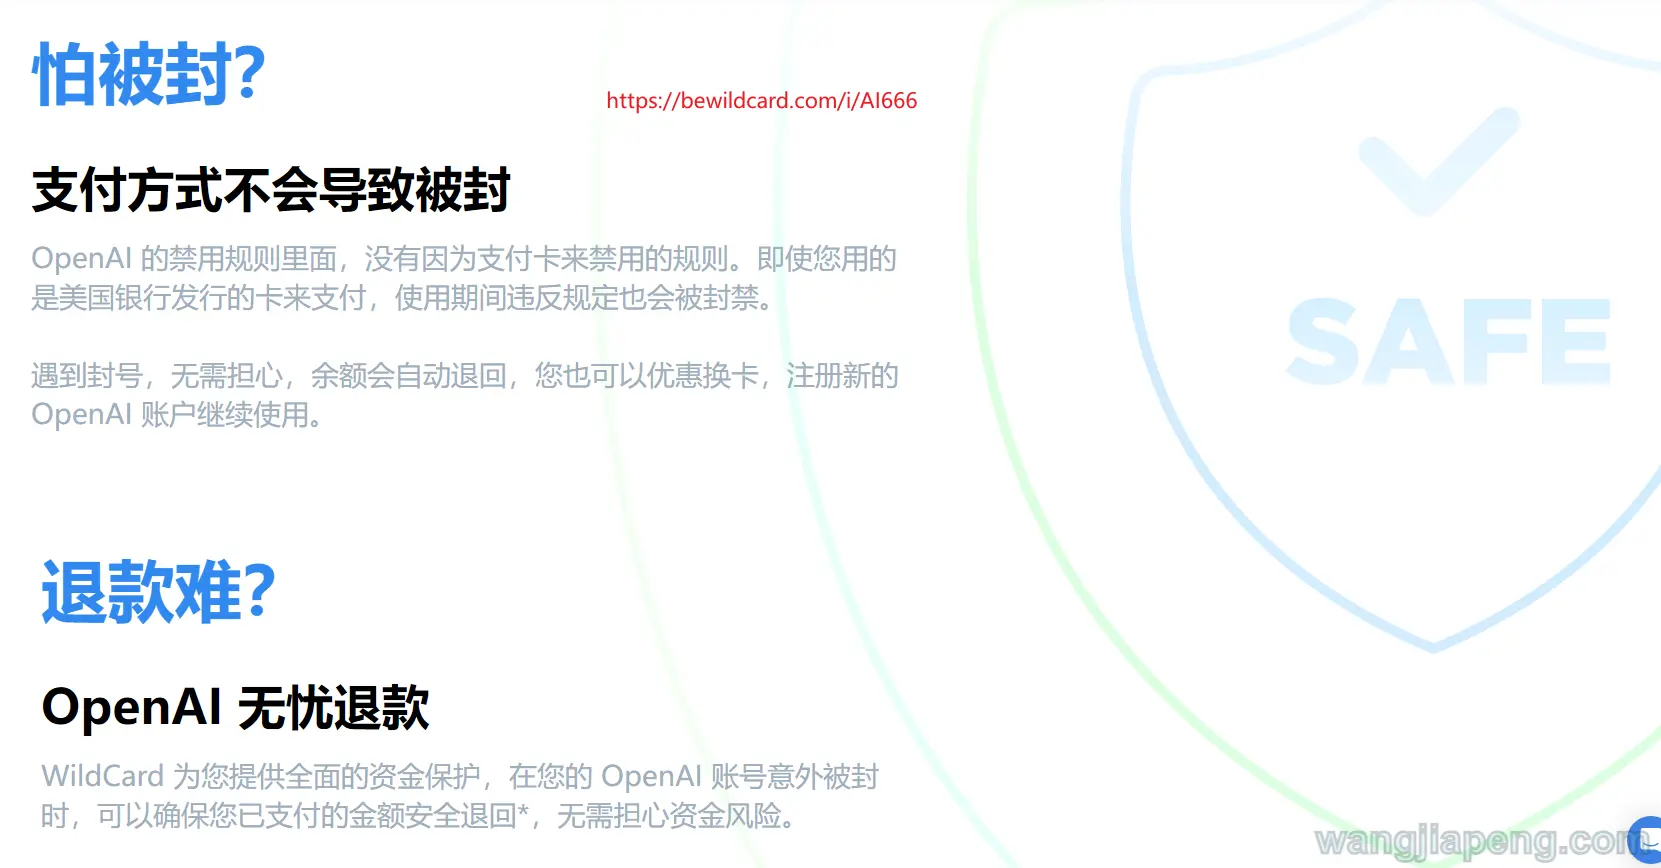 怕被封？
https://bewildcard.com/i/AI666
支付方式不会导致被封
OpenAI 的禁用规则里面，没有因为支付卡来禁用的规则。即使您用的
是美国银行发行的卡来支付，使用期间违反规定也会被封禁。
遇到封号，无需担心，余额会自动退回，您也可以优惠换卡，注册新的
OpenAI 账户继续使用。
SAFE
退款难？
OpenAI 无忧退款
WildCard 为您提供全面的资金保护，在您的 OpenAI 账号意外被封
时，可以确保您已支付的金额安全退回*，无需担心资金风险。
wangjiapeng.com